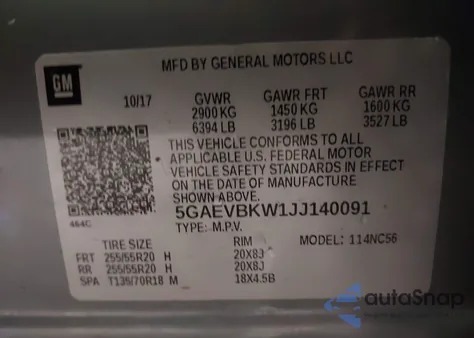 GM
MFD BY GENERAL MOTORS LLC
10/17
GVWR GAWR FRT GAWR RR
2900 KG 1450 KG 1600 KG
6394 LB 3196 LB 3527 LB
THIS VEHICLE CONFORMS TO ALL
APPLICABLE U.S. FEDERAL MOTOR
VEHICLE SAFETY STANDARDS IN EFFECT
ON THE DATE OF MANUFACTURE
464C
5GAEVBKW1JJ140091
TYPE: M.P.V.
MODEL: 114NC56
TIRE SIZE RIM
FRT 255/55R20 H 20X8J
RR 255/55R20 H 20X8J
SPA T135/70R18 M 18X4.5B
autoSnap